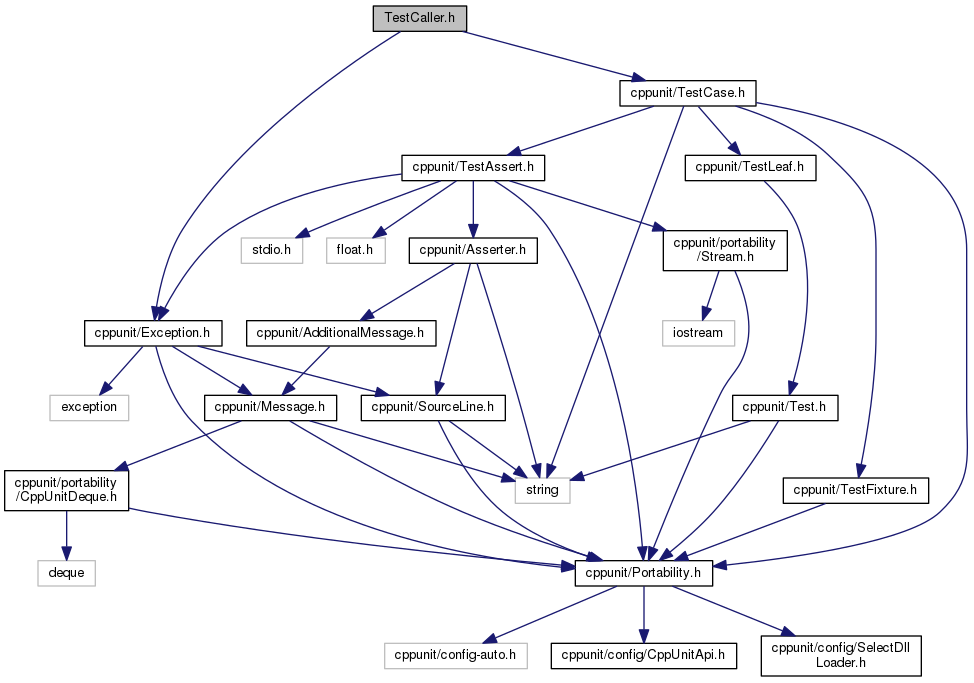 TestCaller.h
cppunit/TestCase.h
cppunit/TestAssert.h
cppunit/TestLeaf.h
stdio.h
float.h
cppunit/Asserter.h
cppunit/portability
/Stream.h
cppunit/Exception.h
cppunit/AdditionalMessage.h
iostream
exception
cppunit/Message.h
cppunit/SourceLine.h
cppunit/Test.h
cppunit/portability
/CppUnitDeque.h
string
cppunit/TestFixture.h
deque
cppunit/Portability.h
cppunit/config-auto.h
cppunit/config/CppUnitApi.h
cppunit/config/SelectDll
Loader.h